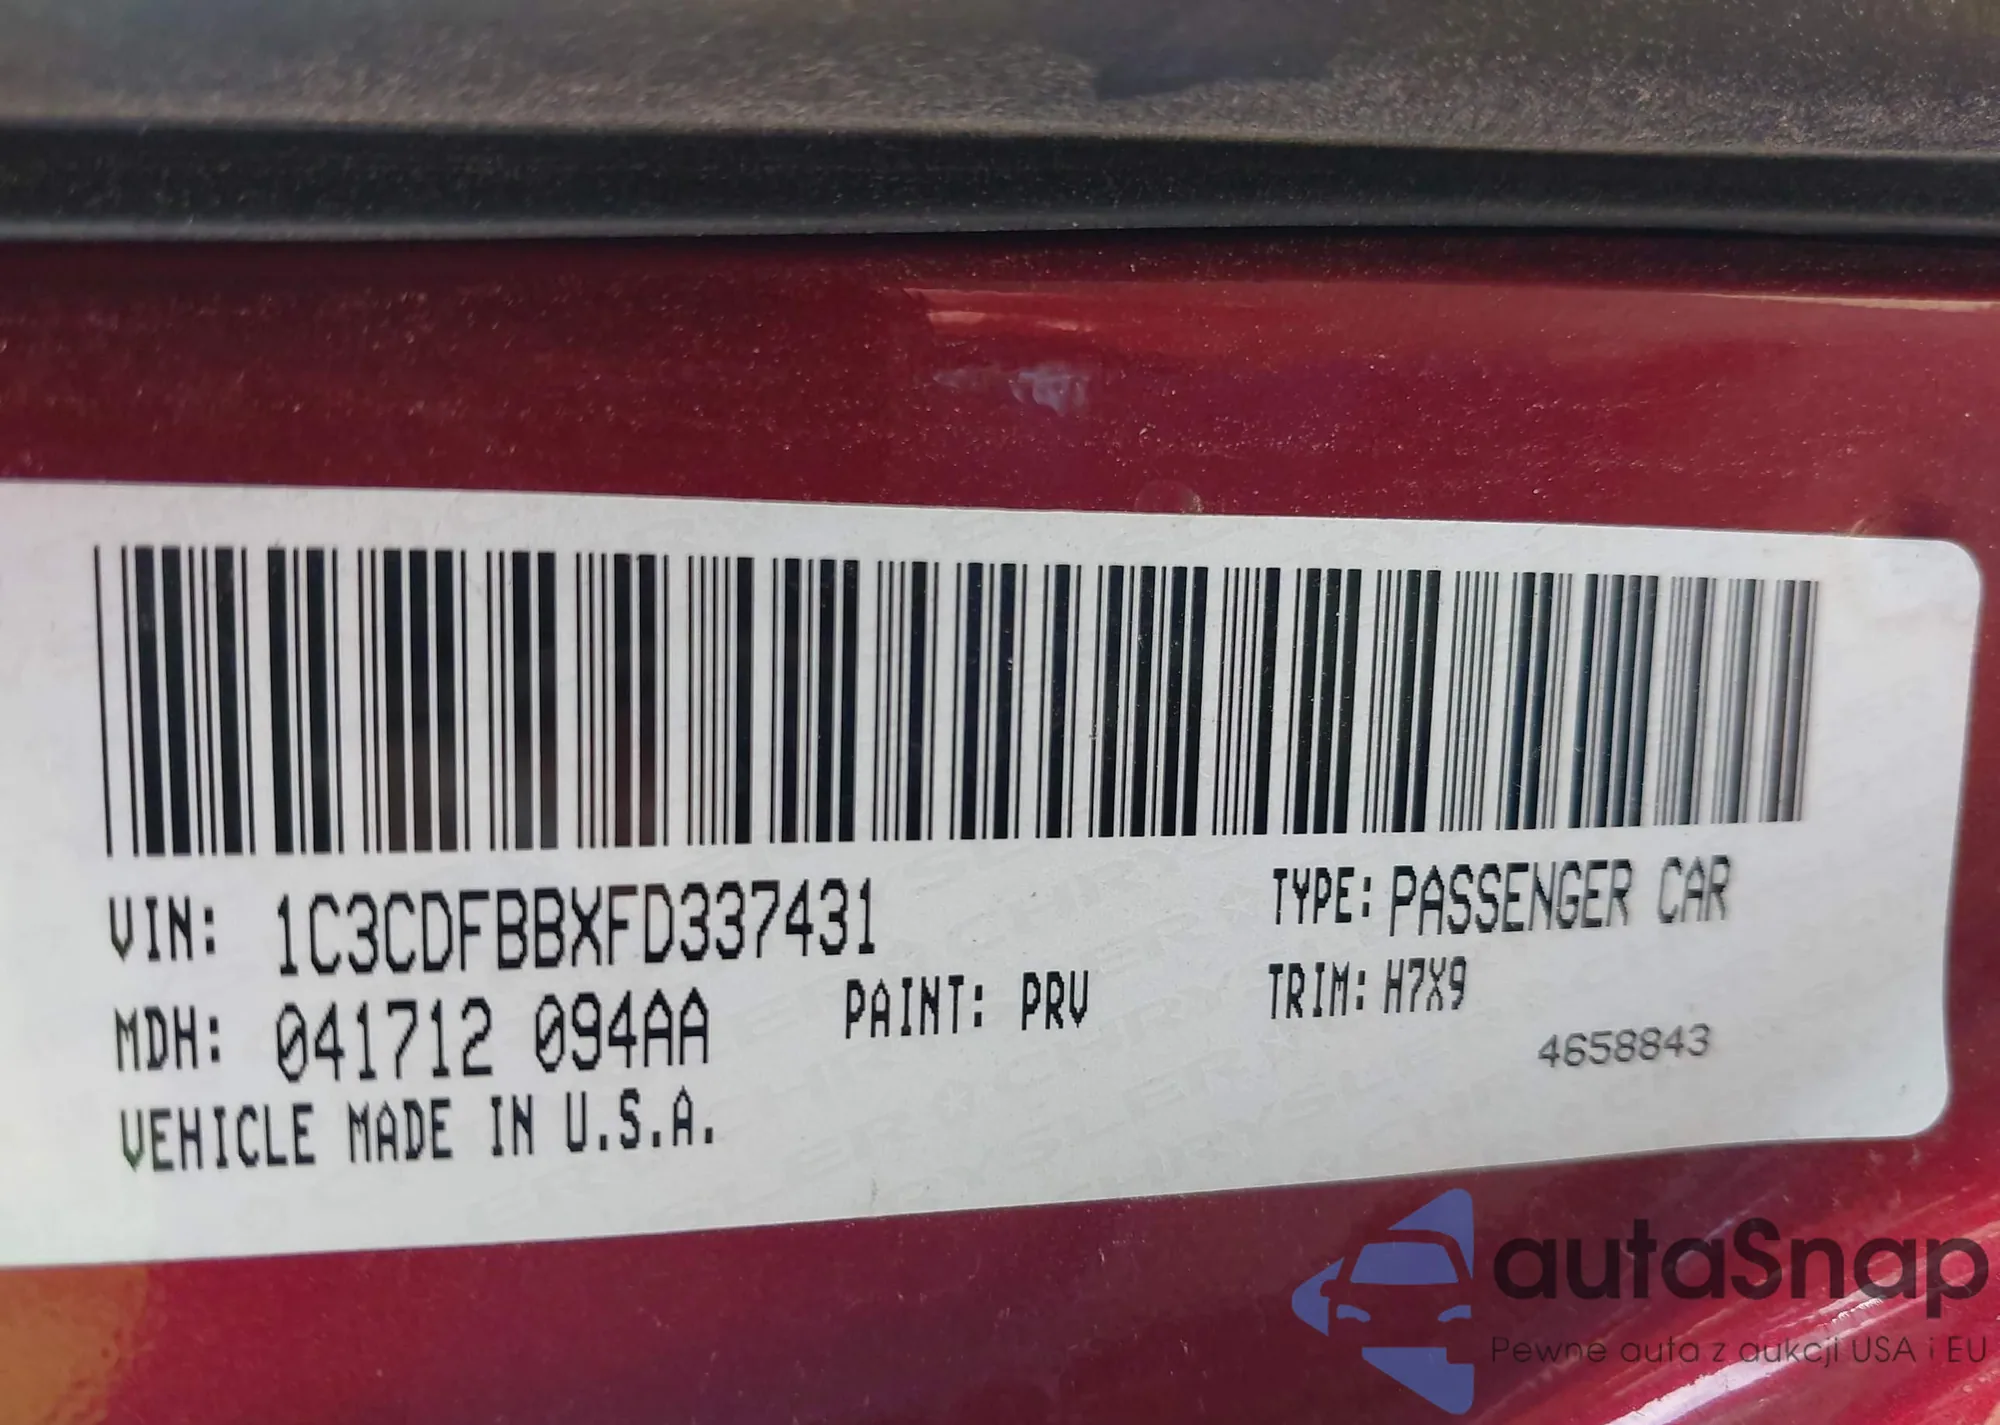 VIN: 1C3CDFBBXFD337431
TYPE: PASSENGER CAR
MDH: 041712 094AA
PAINT: PRV
TRIM: H7X9
4658843
VEHICLE MADE IN U.S.A.
autaSnap
Pewne auta z aukcji USA i EU